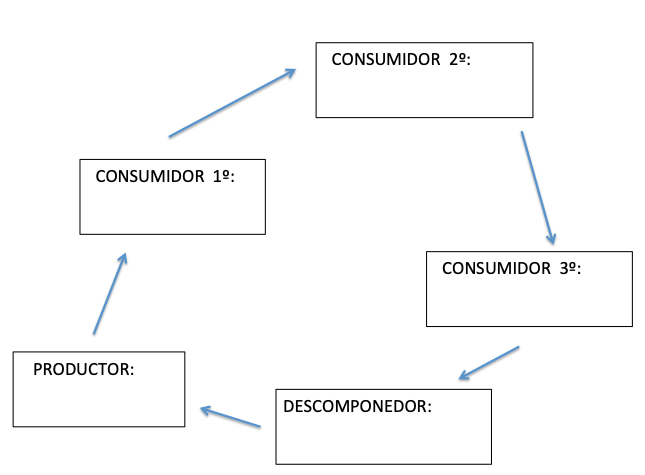 CONSUMIDOR 2º:
CONSUMIDOR 1º:
CONSUMIDOR 3º:
PRODUCTOR:
DESCOMPONEDOR: